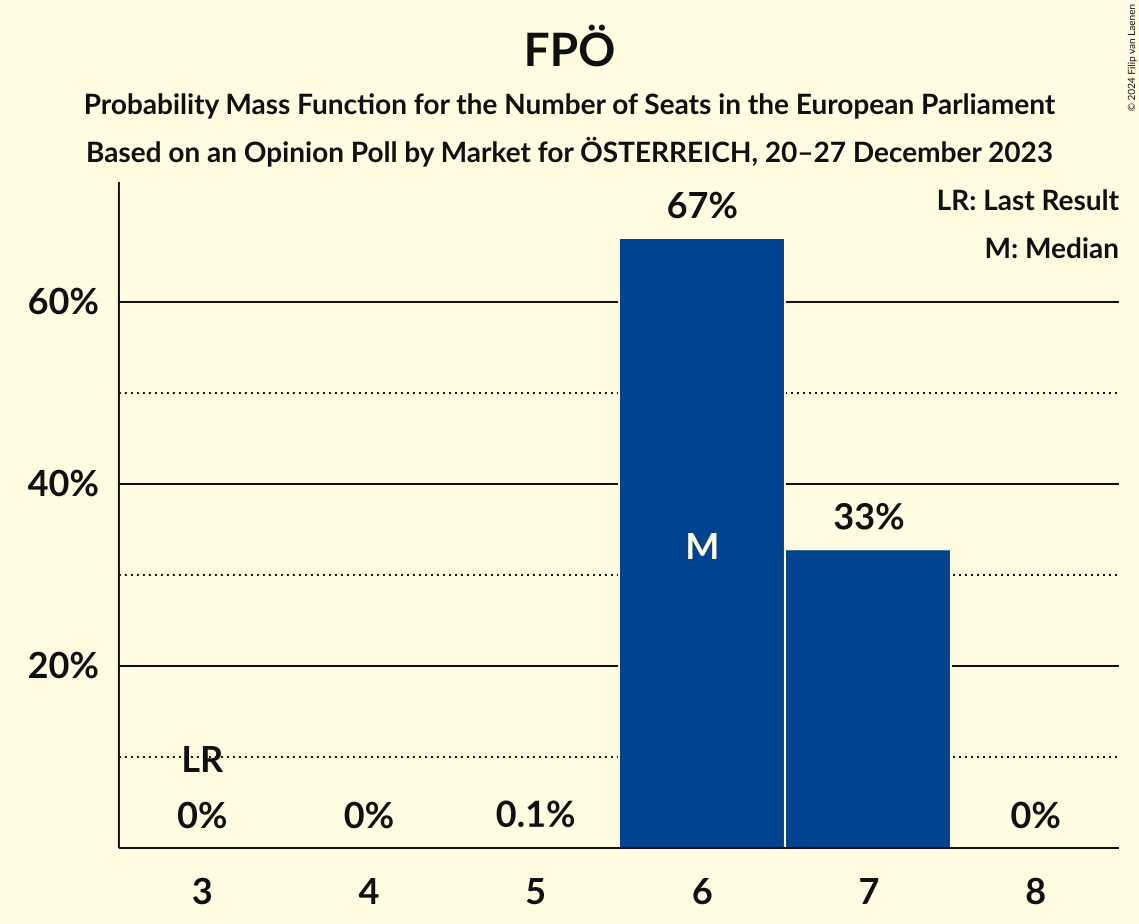 FPÖ
Probability Mass Function for the Number of Seats in the European Parliament
Based on an Opinion Poll by Market for ÖSTERREICH, 20–27 December 2023
© 2024 Filip van Laenen
LR: Last Result
M: Median
67%
60%
40%
33%
M
20%
LR
0%
0%
0.1%
0%
3
4
5
6
7
8